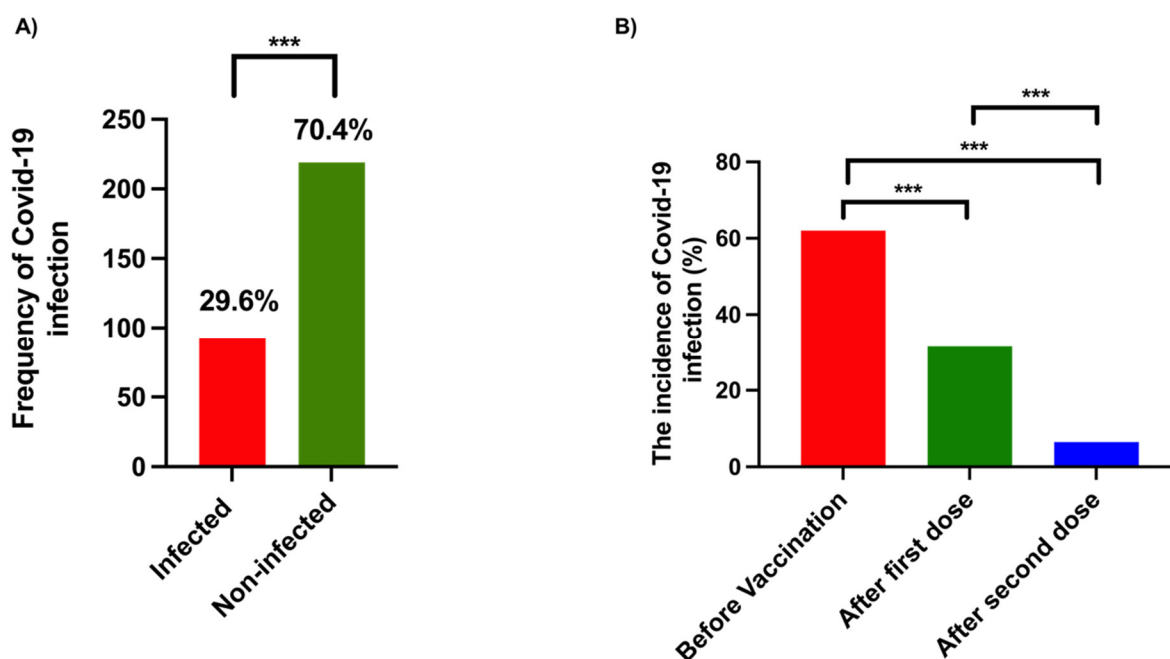 A)
***
Frequency of Covid-19
infection
250
200
150
100
50
0
29.6%
70.4%
Infected
Non-infected
B)
***
***
***
The incidence of Covid-19
infection (%)
80
60
40
20
0
Before Vaccination
After first dose
After second dose